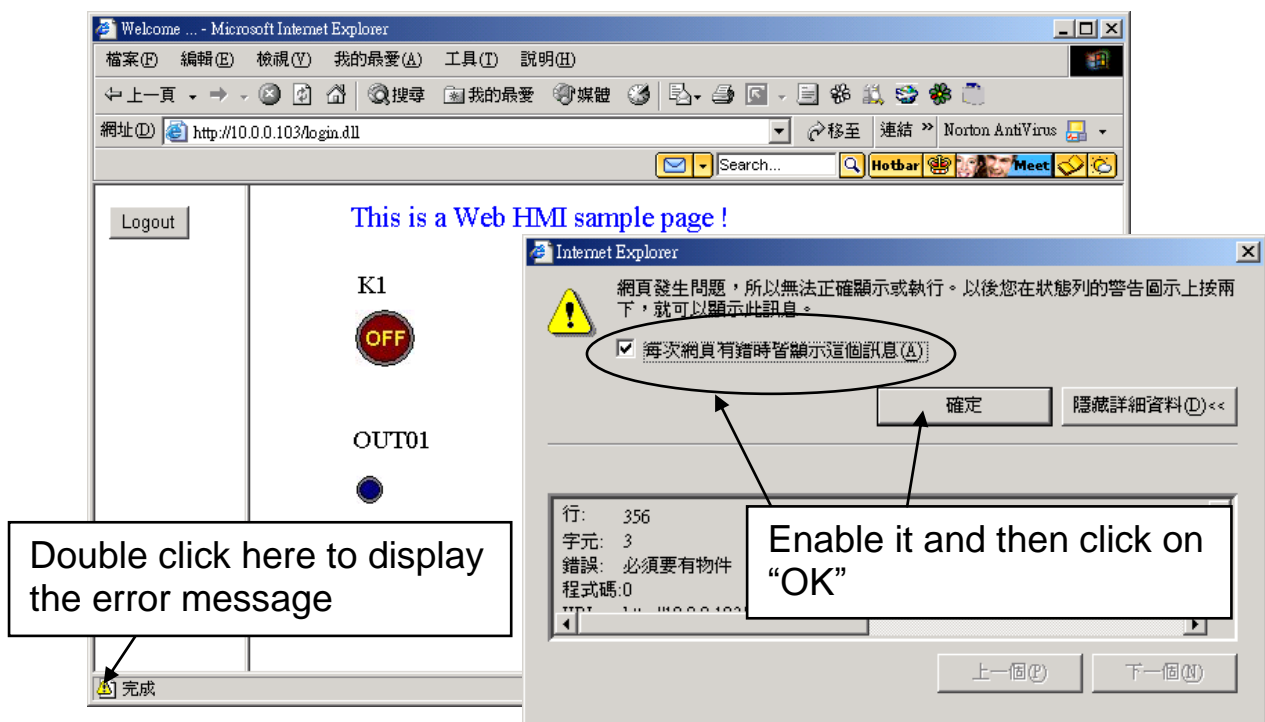 Welcome ... - Microsoft Internet Explorer
檔案(F) 編輯(E) 檢視(V) 我的最愛(A) 工具(T) 説明(H)
上一頁 搜尋 我的最愛 媒體
網址(D) http://10.0.0.103/login.dll 移至 連結 » Norton AntiVirus
Search... Hotbar Meet
Logout
This is a Web HMI sample page !
K1
OFF
OUT01
Double click here to display
the error message
完成
Internet Explorer
網頁發生問題，所以無法正確顯示或執行。以後您在狀態列的警告圖示上按兩
下，就可以顯示此訊息。
每次網頁有錯時皆顯示這個訊息(A)
確定 隱藏詳細資料(D)<<
行: 356
字元: 3
錯誤: 必須要有物件
程式碼:0
Enable it and then click on
“OK”
上一個(P) 下一個(N)